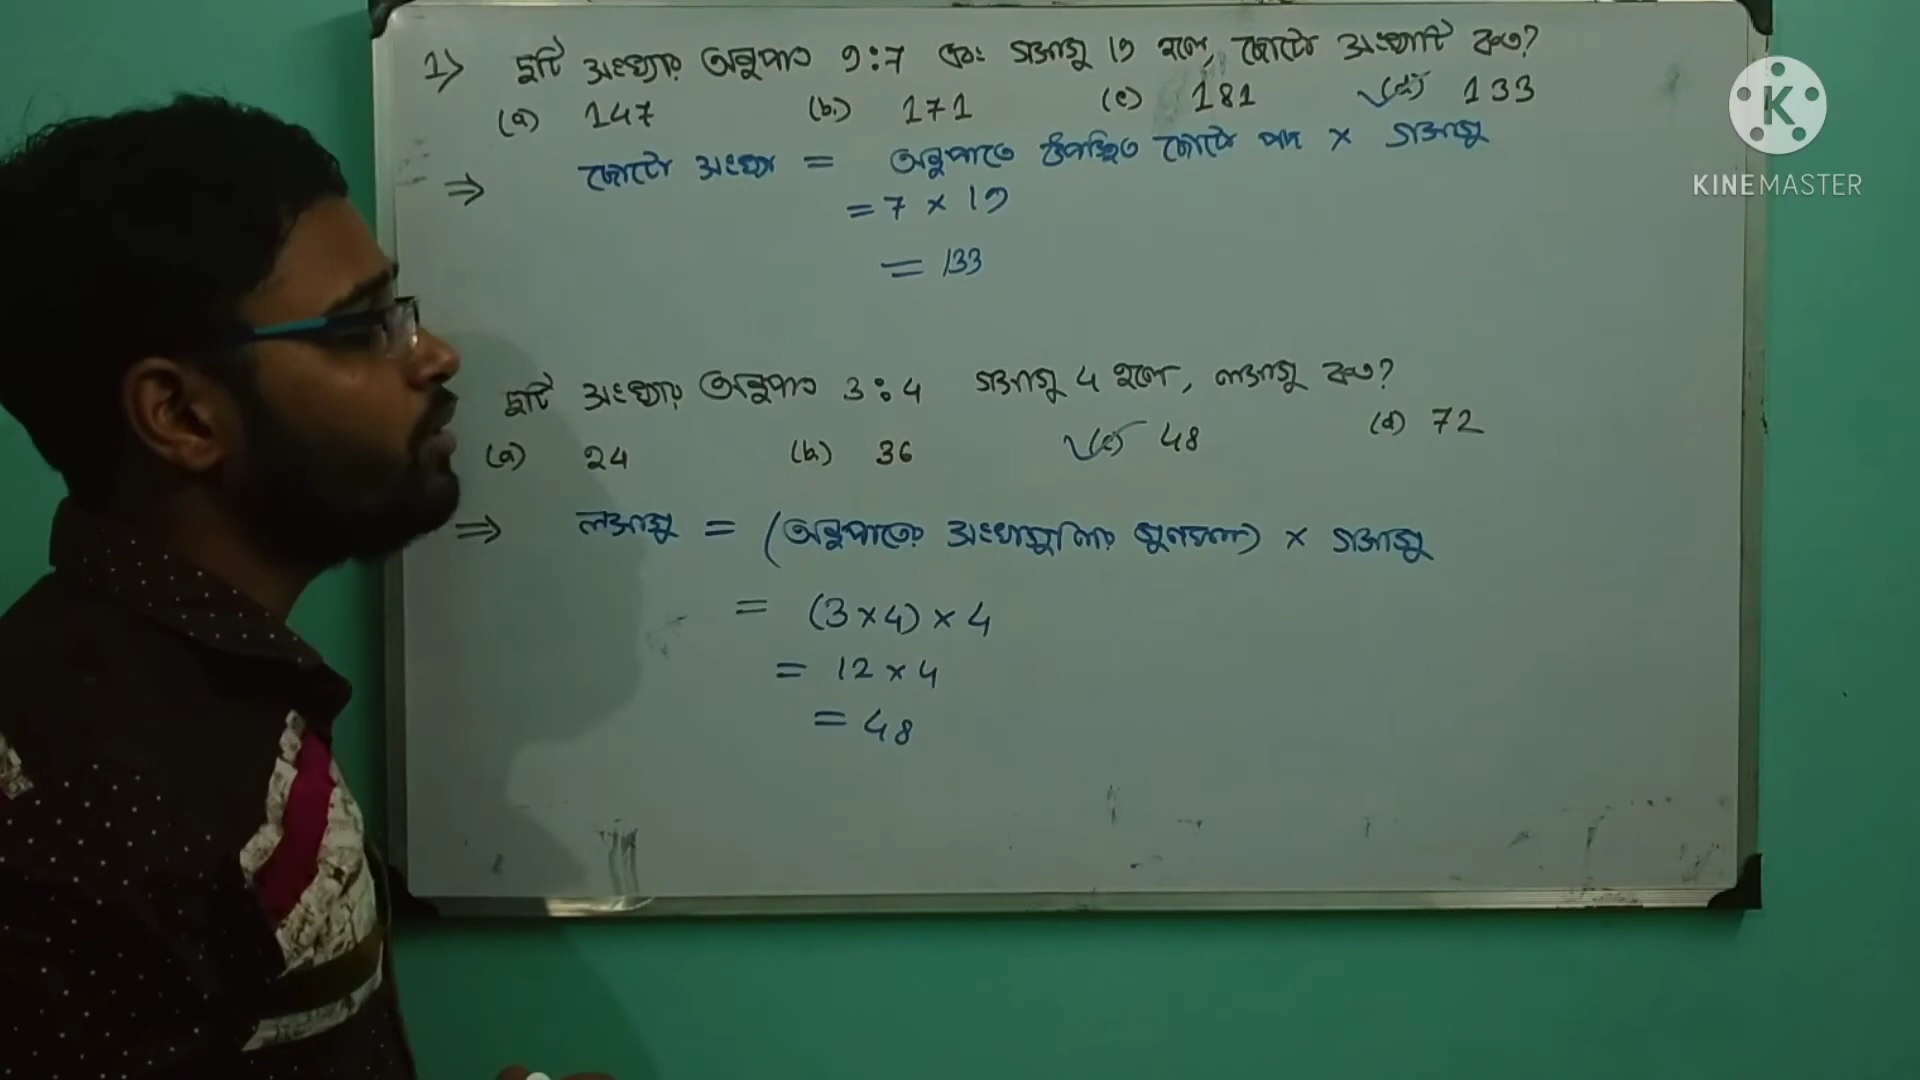 1) দুটি সংখ্যার অনুপাত 9:7 এবং গসাগু 19 হলে, ছোটো সংখ্যাটি কত?
(a) 147 (b) 171 (c) 181 (d) 133
⇒ ছোটো সংখ্যা = অনুপাতে উপস্থিত ছোটো পদ × গসাগু
= 7 × 19
= 133
দুটি সংখ্যার অনুপাত 3:4 গসাগু 4 হলে, লসাগু কত?
(a) 24 (b) 36 (c) 48 (d) 72
⇒ লসাগু = (অনুপাতের সংখ্যাগুলির গুনফল) × গসাগু
= (3 × 4) × 4
= 12 × 4
= 48
K
KINEMASTER